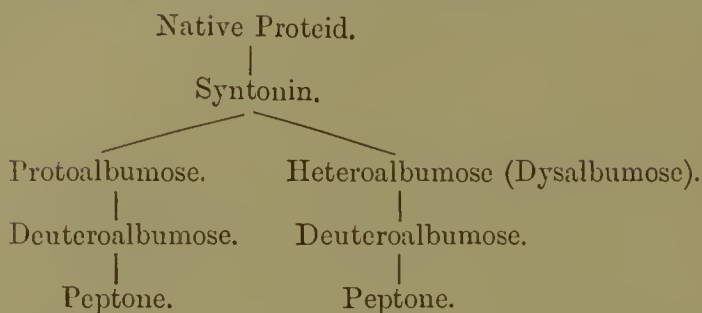 Native Proteid.
Syntonin.
Protoalbumose. Heteroalbumose (Dysalbumose).
Deuteroalbumose. Deuteroalbumose.
Peptone. Peptone.